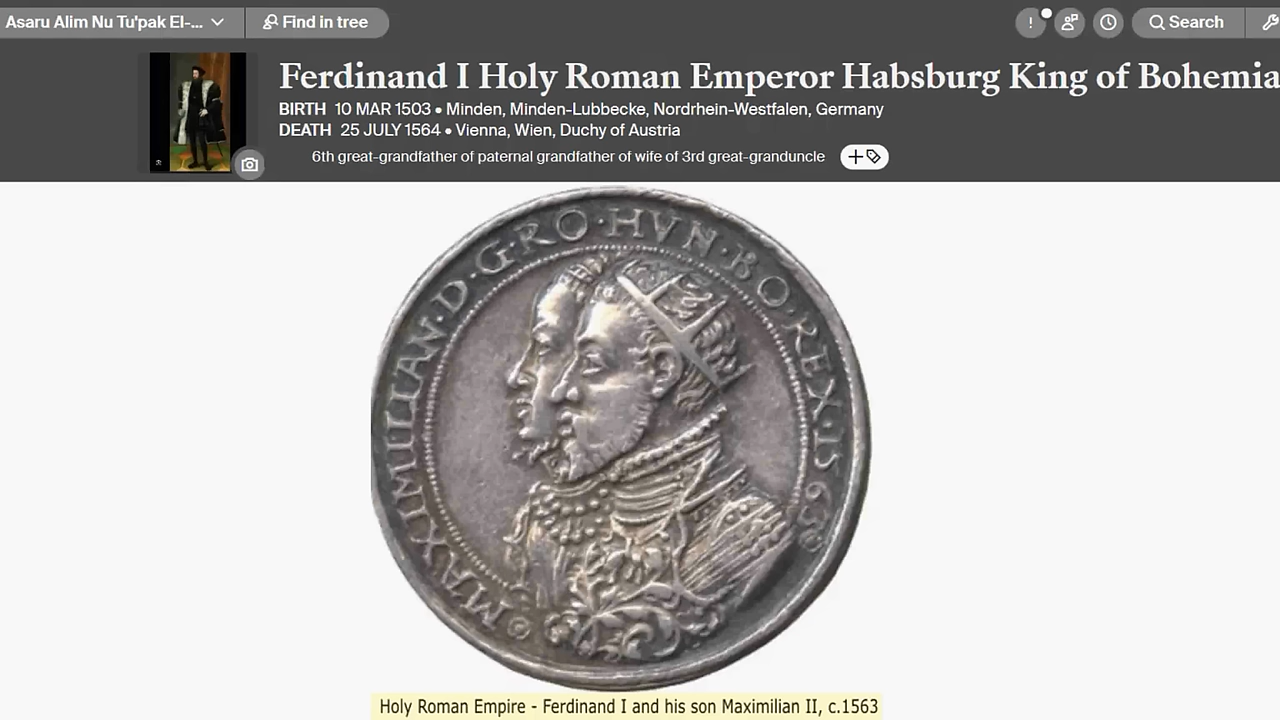 Asaru Alim Nu Tu'pak El-...
Find in tree
Search
Ferdinand I Holy Roman Emperor Habsburg King of Bohemia
BIRTH 10 MAR 1503 • Minden, Minden-Lubbecke, Nordrhein-Westfalen, Germany
DEATH 25 JULY 1564 • Vienna, Wien, Duchy of Austria
6th great-grandfather of paternal grandfather of wife of 3rd great-granduncle
MAXIMILIAN·D·G·RO·HVN·BO·REX·1563
Holy Roman Empire - Ferdinand I and his son Maximilian II, c.1563